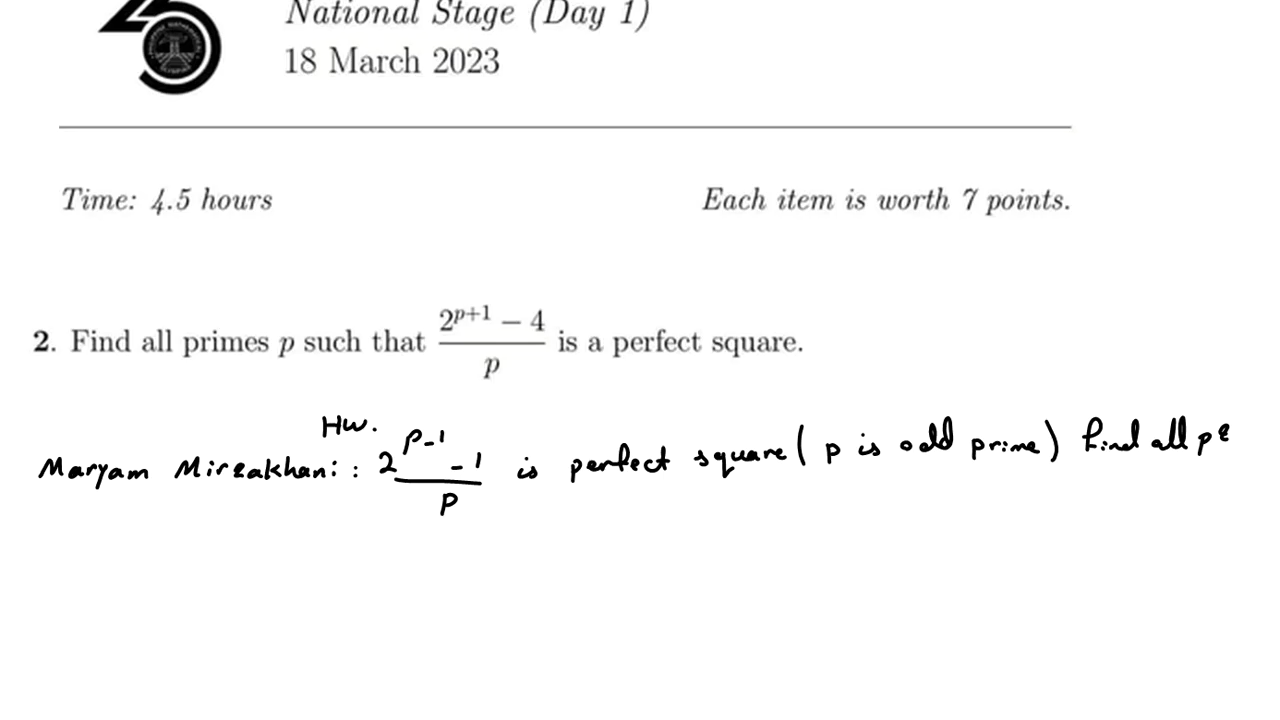 National Stage (Day 1)
18 March 2023
Time: 4.5 hours Each item is worth 7 points.
2. Find all primes p such that \frac{2^{p+1} - 4}{p} is a perfect square.
Hw.
Maryam Mirzakhani : \frac{2^{p-1} - 1}{p} is perfect square ( p is odd prime ) find all p